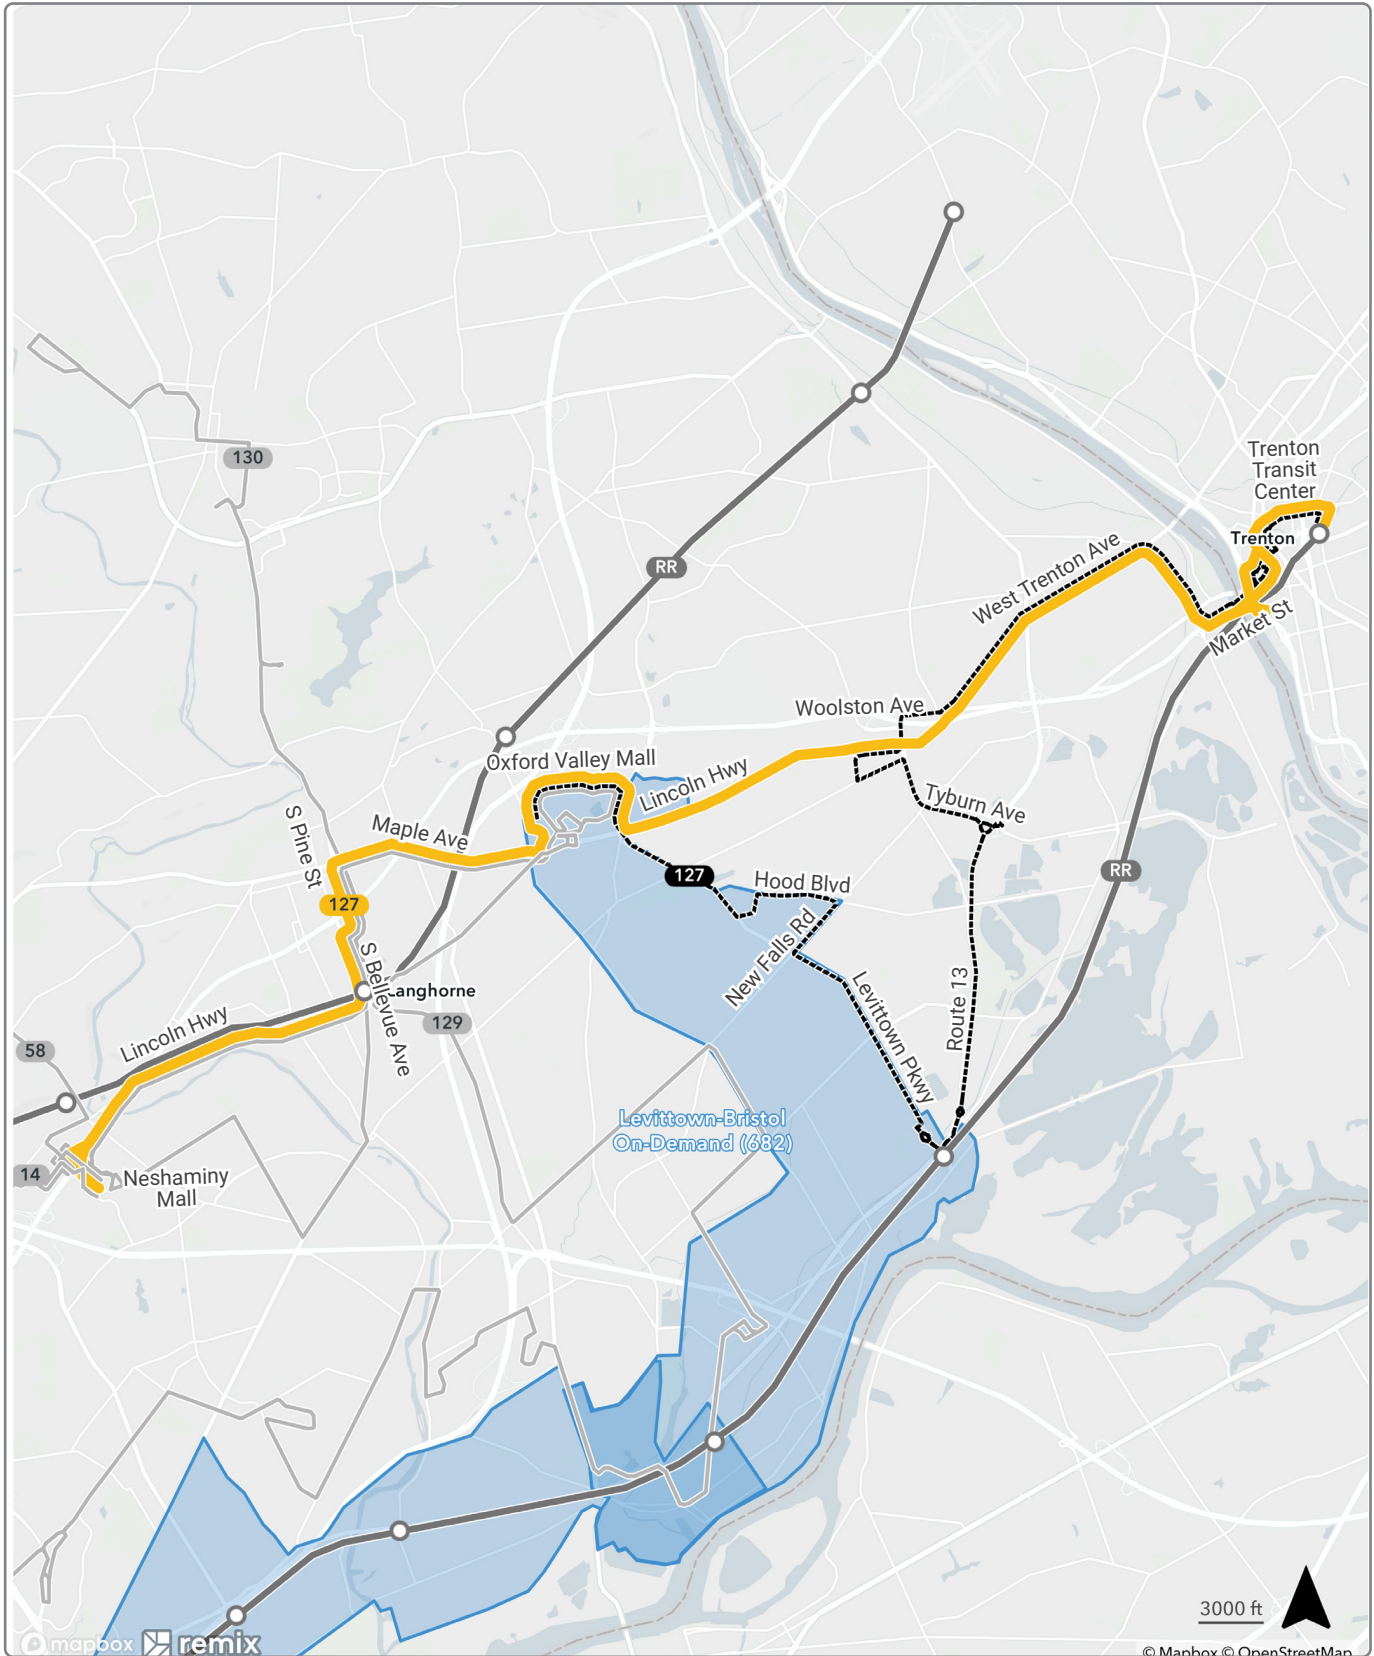 130
RR
Trenton
Transit
Center
Trenton
West Trenton Ave
Market St
Woolston Ave
Oxford Valley Mall
Lincoln Hwy
Tyburn Ave
S Pine St
Maple Ave
127
127
Hood Blvd
RR
New Falls Rd
S Bellevue Ave
Langhorne
Levittown Pkwy
Route 13
129
Lincoln Hwy
58
Levittown-Bristol
On-Demand (682)
14
Neshaminy
Mall
3000 ft
mapbox
remix
© Mapbox © OpenStreetMap